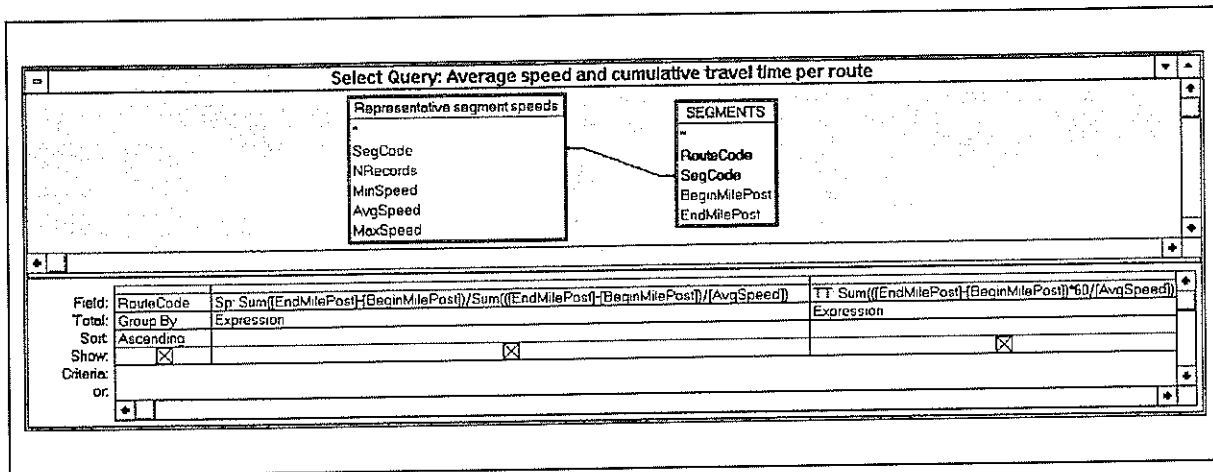 Select Query: Average speed and cumulative travel time per route
Representative segment speeds
*
SegCode
NRecords
MinSpeed
AvgSpeed
MaxSpeed
SEGMENTS
*
RouteCode
SegCode
BeginMilePost
EndMilePost
Field: RouteCode Sp: Sum([EndMilePost]-[BeginMilePost])/Sum(([EndMilePost]-[BeginMilePost])/[AvgSpeed]) TT: Sum(([EndMilePost]-[BeginMilePost])*60/[AvgSpeed])
Total: Group By Expression Expression
Sort: Ascending
Show:
Criteria:
or: